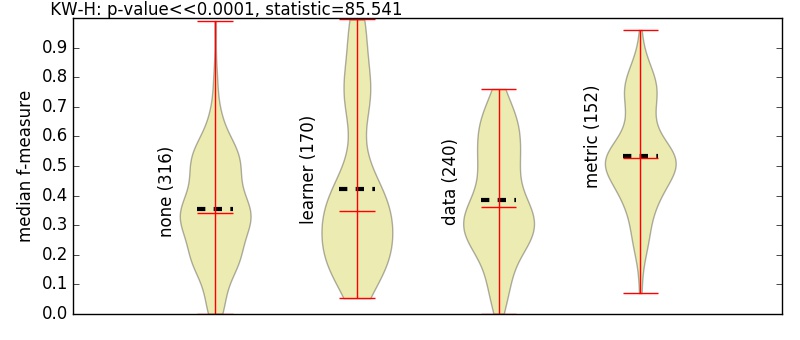 KW-H: p-value<<0.0001, statistic=85.541
median f-measure
0.9
0.8
0.7
0.6
0.5
0.4
0.3
0.2
0.1
0.0
none (316)
learner (170)
data (240)
metric (152)